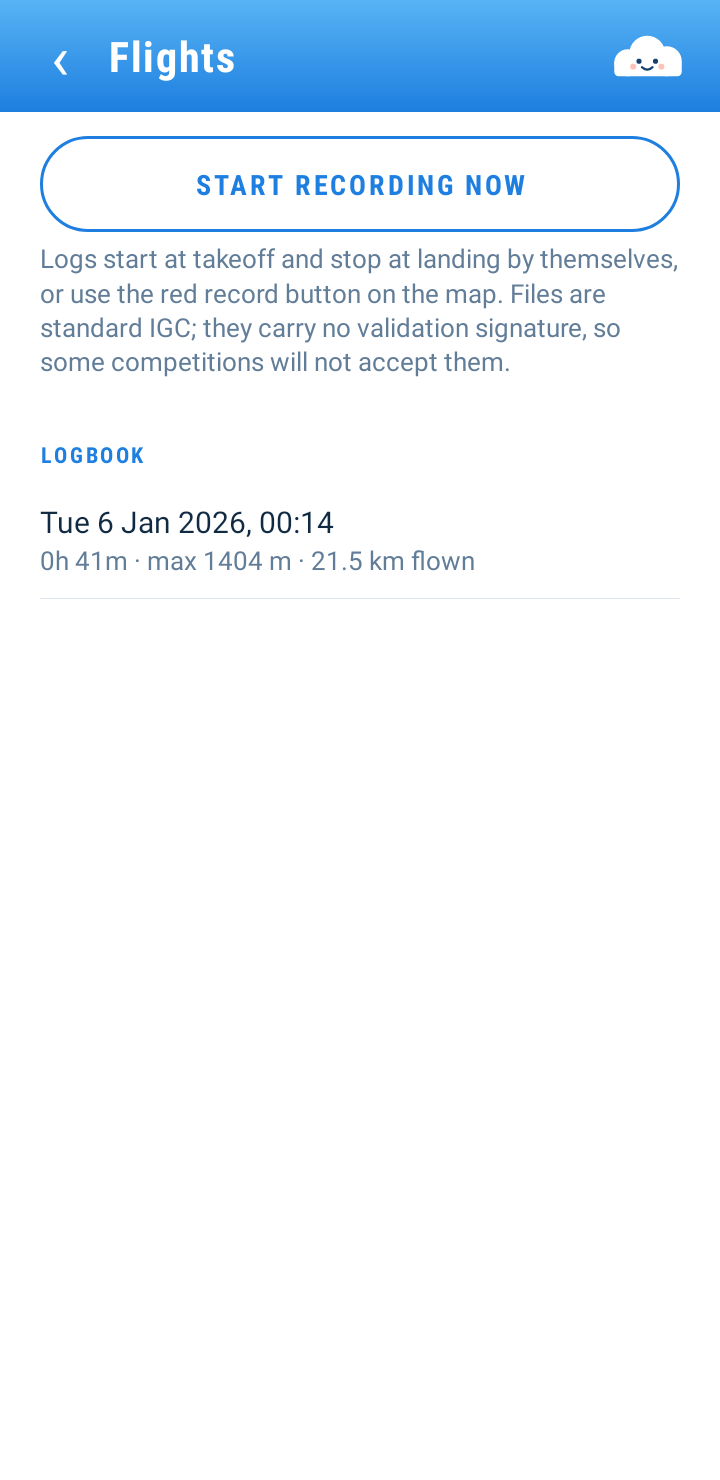 ‹ Flights
START RECORDING NOW
Logs start at takeoff and stop at landing by themselves,
or use the red record button on the map. Files are
standard IGC; they carry no validation signature, so
some competitions will not accept them.
LOGBOOK
Tue 6 Jan 2026, 00:14
0h 41m · max 1404 m · 21.5 km flown